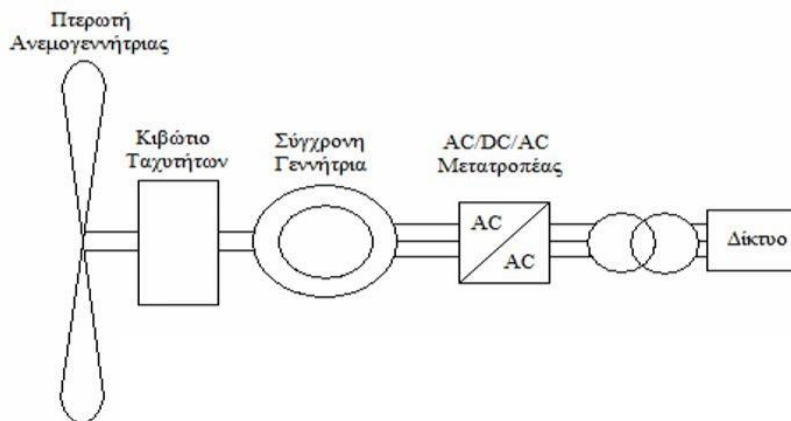 Πτερωτή
Ανεμογεννήτριας
Κιβώτιο
Ταχυτήτων
Σύγχρονη
Γεννήτρια
AC/DC/AC
Μετατροπέας
AC
AC
Δίκτυο